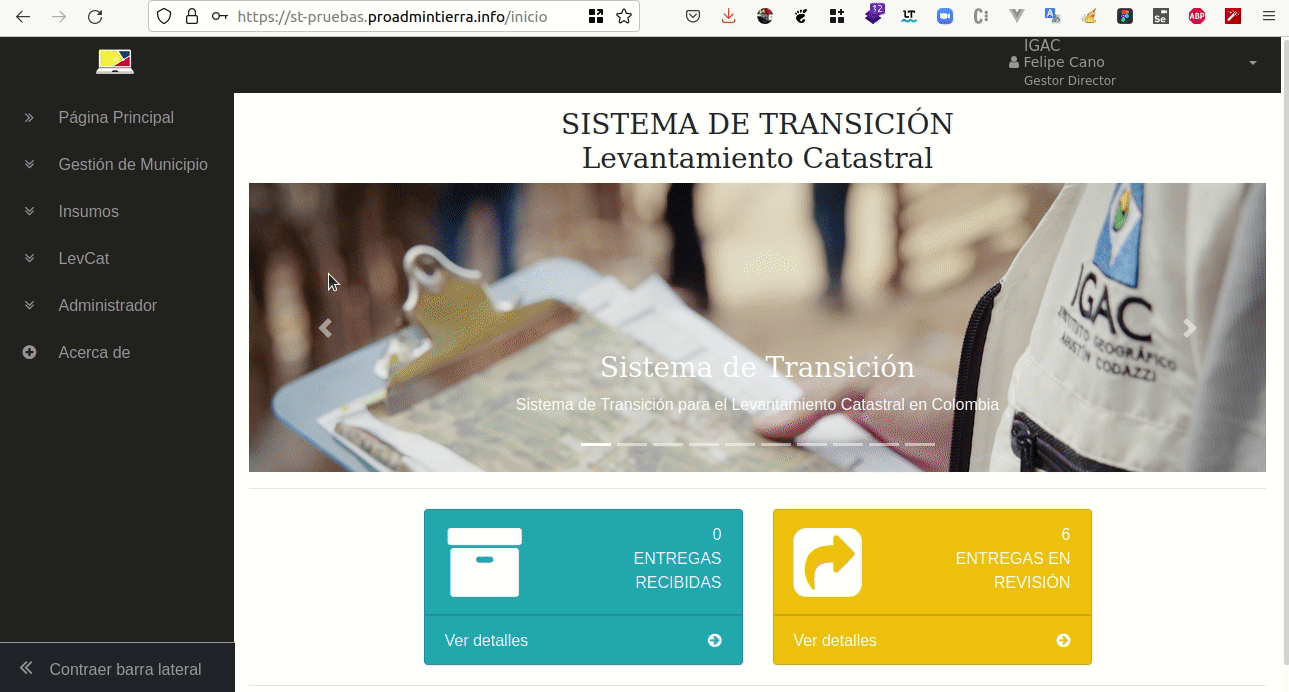 https://st-pruebas.proadmintierra.info/inicio
12
LT
Se
ABP
IGAC
Felipe Cano
Gestor Director
Página Principal
Gestión de Municipio
Insumos
LevCat
Administrador
Acerca de
Contraer barra lateral
SISTEMA DE TRANSICIÓN
Levantamiento Catastral
IGAC
INSTITUTO GEOGRÁFICO
AGUSTÍN CODAZZI
Sistema de Transición
Sistema de Transición para el Levantamiento Catastral en Colombia
0
ENTREGAS
RECIBIDAS
Ver detalles
6
ENTREGAS EN
REVISIÓN
Ver detalles